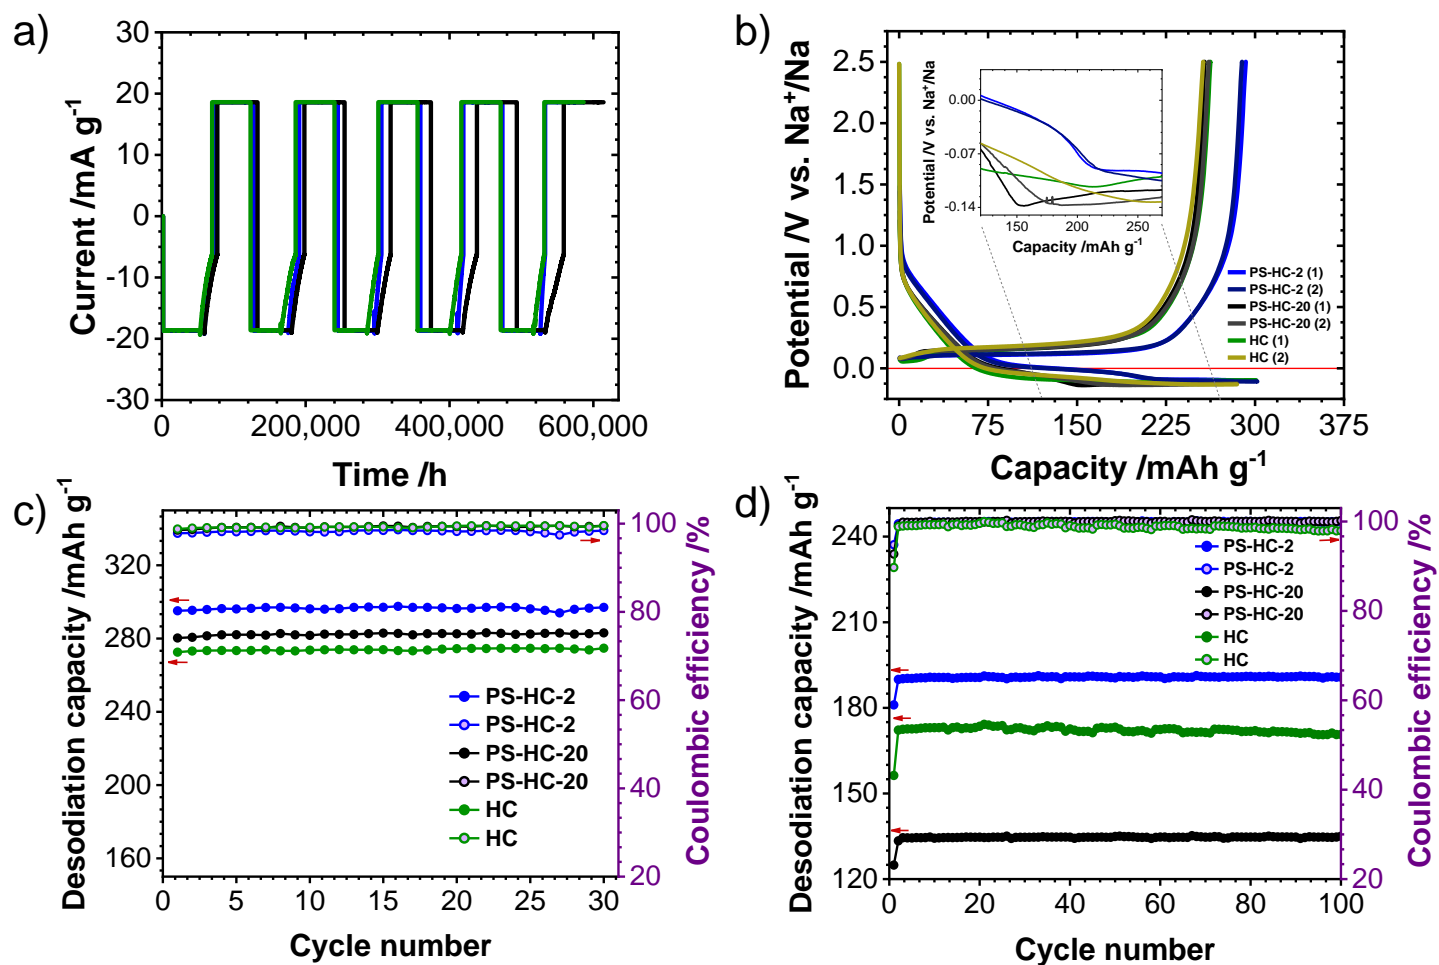 a)
Current /mA g-1
30
20
10
0
-10
-20
-30
0
200,000
400,000
600,000
Time /h
b)
Potential /V vs. Na+/Na
2.5
2.0
1.5
1.0
0.5
0.0
0
75
150
225
300
375
Capacity /mAh g-1
Potential /V vs. Na+/Na
0.00
-0.07
-0.14
150
200
250
Capacity /mAh g-1
PS-HC-2 (1)
PS-HC-2 (2)
PS-HC-20 (1)
PS-HC-20 (2)
HC (1)
HC (2)
c)
Desodiation capacity /mAh g-1
320
280
240
200
160
0
5
10
15
20
25
30
Cycle number
100
80
60
40
20
Coulombic efficiency /%
PS-HC-2
PS-HC-2
PS-HC-20
PS-HC-20
HC
HC
d)
Desodiation capacity /mAh g-1
240
210
180
150
120
0
20
40
60
80
100
Cycle number
100
80
60
40
20
Coulombic efficiency /%
PS-HC-2
PS-HC-2
PS-HC-20
PS-HC-20
HC
HC